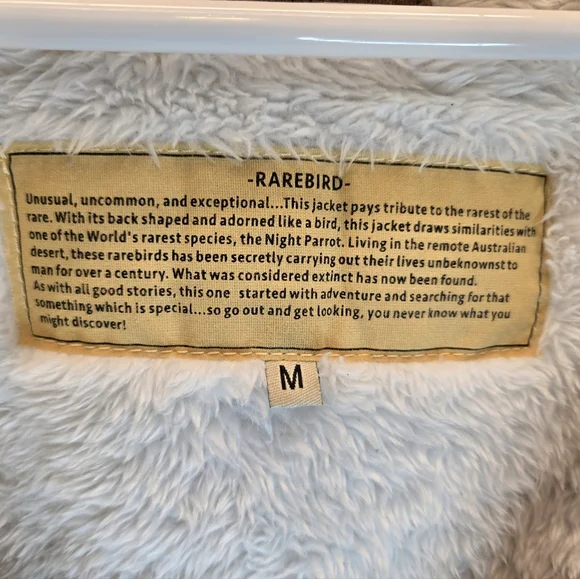 -RAREBIRD-
Unusual, uncommon, and exceptional...This jacket pays tribute to the rarest of the
rare. With its back shaped and adorned like a bird, this jacket draws similarities with
one of the World's rarest species, the Night Parrot. Living in the remote Australian
desert, these rarebirds has been secretly carrying out their lives unbeknownst to
man for over a century. What was considered extinct has now been found.
As with all good stories, this one started with adventure and searching for that
something which is special...so go out and get looking, you never know what you
might discover!
M